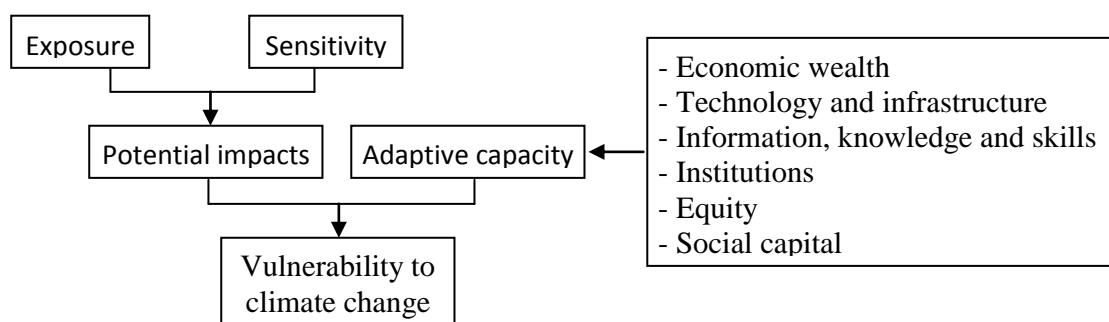 Exposure
Sensitivity
Potential impacts
Adaptive capacity
- Economic wealth
- Technology and infrastructure
- Information, knowledge and skills
- Institutions
- Equity
- Social capital
Vulnerability to
climate change